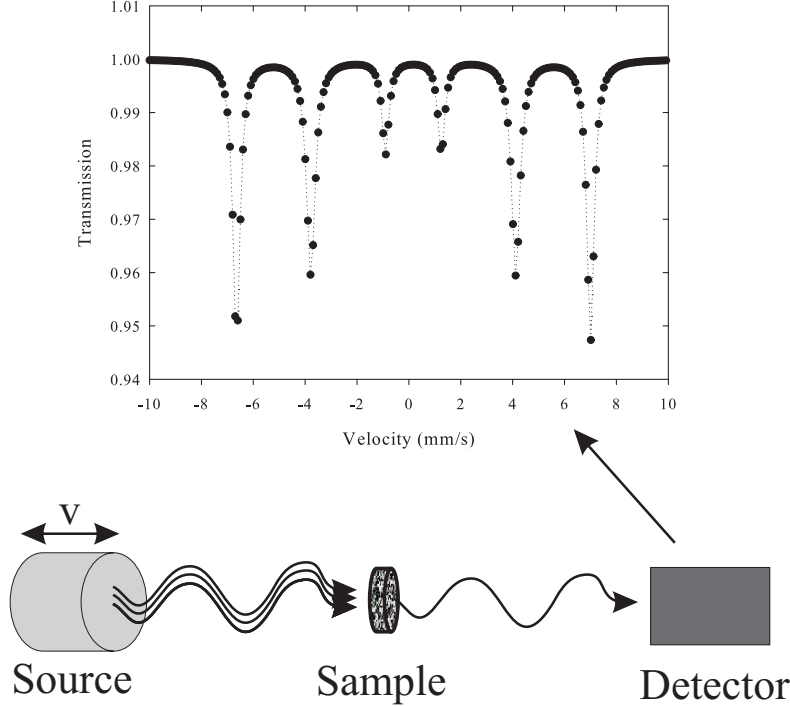 1.01
1.00
0.99
0.98
0.97
0.96
0.95
0.94
Transmission
-10 -8 -6 -4 -2 0 2 4 6 8 10
Velocity (mm/s)
v
Source
Sample
Detector